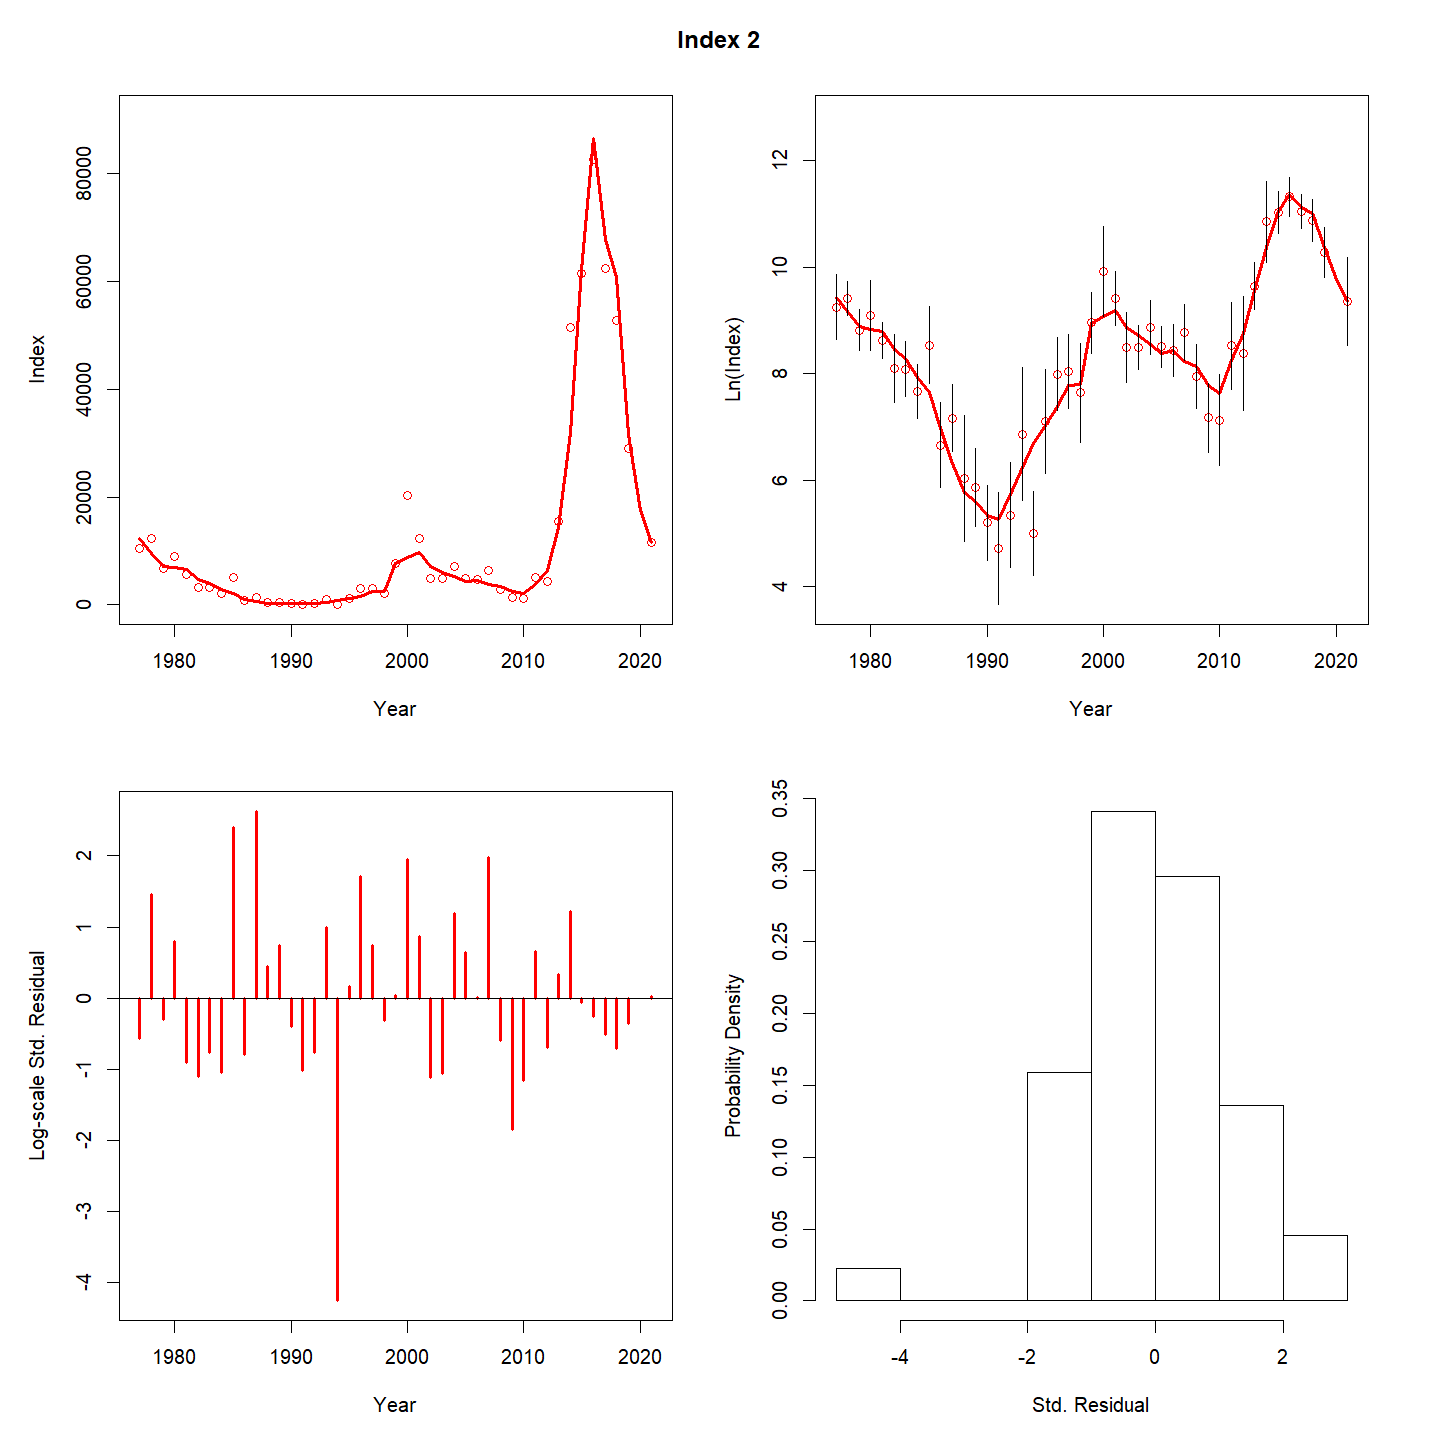 Index 2
Index
80000
60000
40000
20000
0
1980 1990 2000 2010 2020
Year
Ln(Index)
12
10
8
6
4
1980 1990 2000 2010 2020
Year
Log-scale Std. Residual
2
1
0
-1
-2
-3
-4
1980 1990 2000 2010 2020
Year
Probability Density
0.35
0.30
0.25
0.20
0.15
0.10
0.05
0.00
-4 -2 0 2
Std. Residual